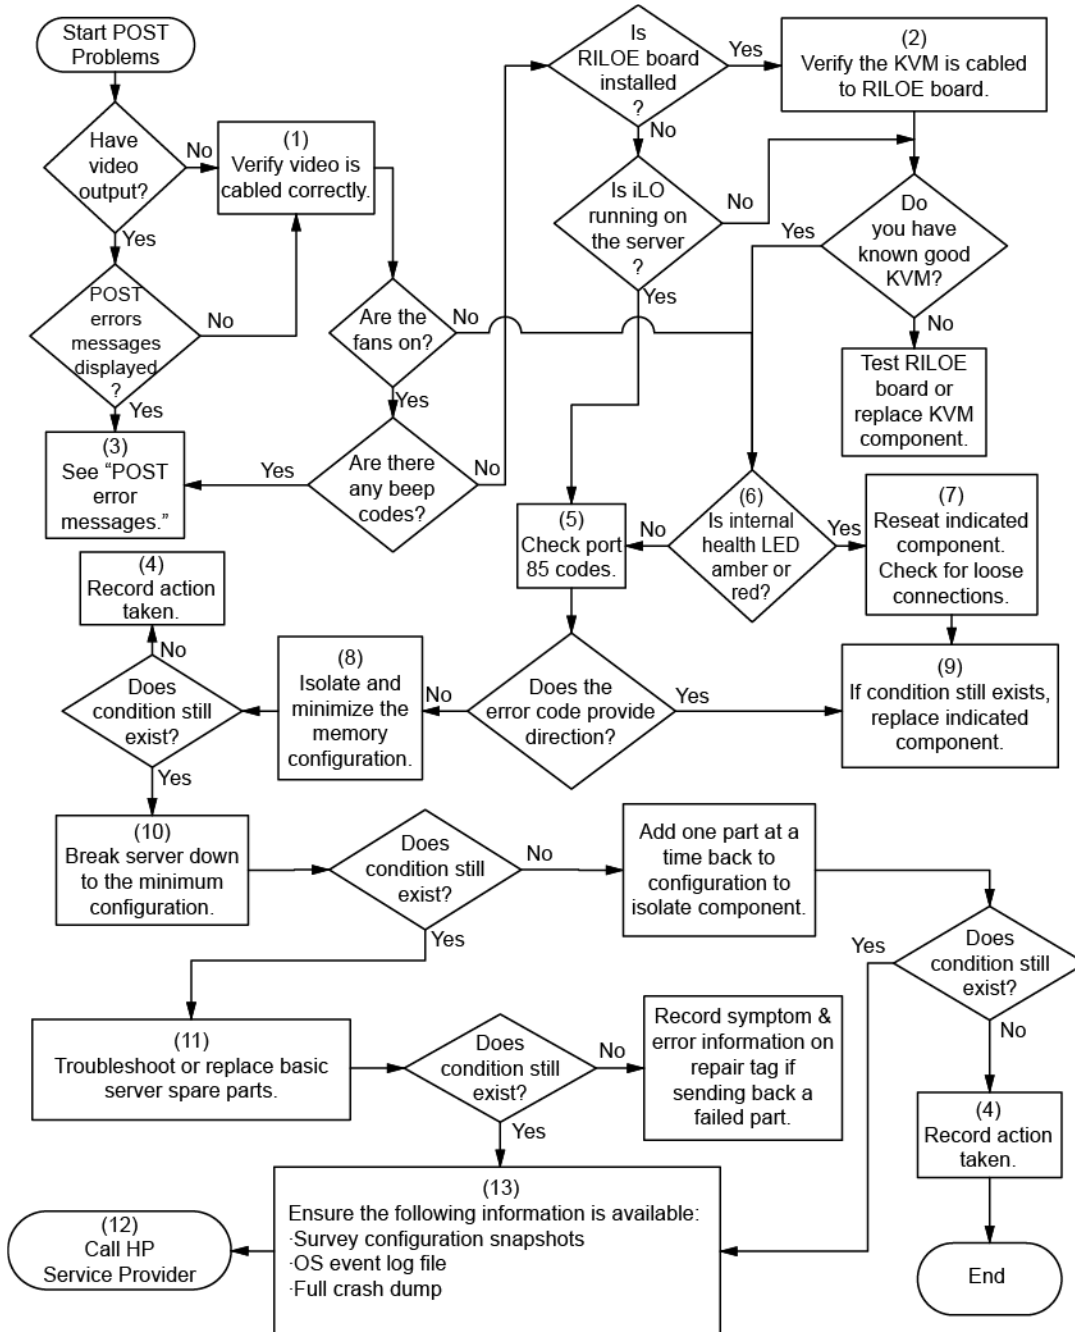 Start POST
Problems
Have
video
output?
No
Yes
(1)
Verify video is
cabled correctly.
POST
errors
messages
displayed
?
No
Yes
(3)
See “POST
error
messages.”
Are the
fans on?
No
Yes
Are there
any beep
codes?
Yes
No
Is
RILOE board
installed
?
Yes
No
(2)
Verify the KVM is cabled
to RILOE board.
Is iLO
running on
the server
?
No
Yes
Do
you have
known good
KVM?
Yes
No
Test RILOE
board or
replace KVM
component.
(6)
Is internal
health LED
amber or
red?
No
Yes
(5)
Check port
85 codes.
(7)
Reseat indicated
component.
Check for loose
connections.
Does the
error code provide
direction?
No
Yes
(9)
If condition still exists,
replace indicated
component.
(8)
Isolate and
minimize the
memory
configuration.
Does
condition still
exist?
No
Yes
(4)
Record action
taken.
(10)
Break server down
to the minimum
configuration.
Does
condition still
exist?
No
Yes
Add one part at a
time back to
configuration to
isolate component.
Does
condition still
exist?
Yes
No
(11)
Troubleshoot or replace basic
server spare parts.
Does
condition still
exist?
No
Yes
Record symptom &
error information on
repair tag if
sending back a
failed part.
(4)
Record action
taken.
End
(13)
Ensure the following information is available:
·Survey configuration snapshots
·OS event log file
·Full crash dump
(12)
Call HP
Service Provider